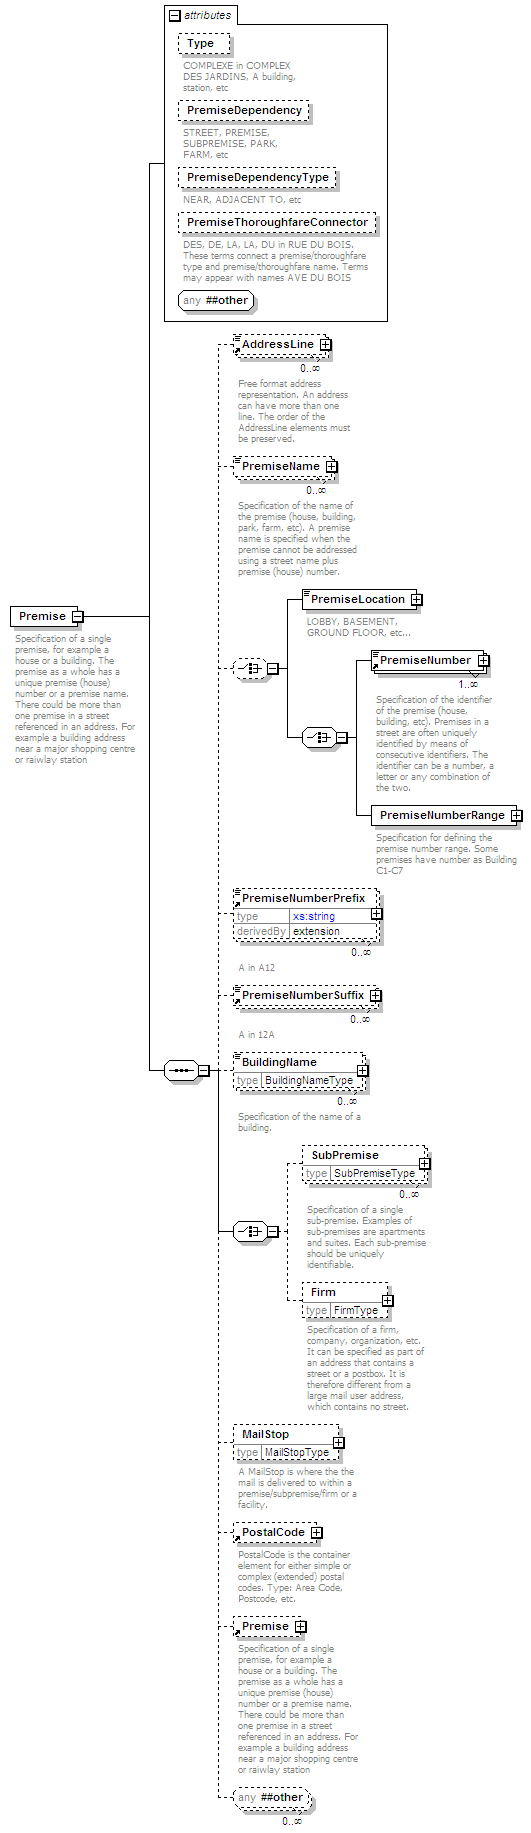 attributes
Type
COMPLEXE in COMPLEX
DES JARDINS, A building,
station, etc
PremiseDependency
STREET, PREMISE,
SUBPREMISE, PARK,
FARM, etc
PremiseDependencyType
NEAR, ADJACENT TO, etc
PremiseThoroughfareConnector
DES, DE, LA, LA, DU in RUE DU BOIS.
These terms connect a premise/thoroughfare
type and premise/thoroughfare name. Terms
may appear with names AVE DU BOIS
any ##other
AddressLine
0..∞
Free format address
representation. An address
can have more than one
line. The order of the
AddressLine elements must
be preserved.
PremiseName
0..∞
Specification of the name of
the premise (house, building,
park, farm, etc). A premise
name is specified when the
premise cannot be addressed
using a street name plus
premise (house) number.
Premise
Specification of a single
premise, for example a
house or a building. The
premise as a whole has a
unique premise (house)
number or a premise name.
There could be more than
one premise in a street
referenced in an address. For
example a building address
near a major shopping centre
or raiwlay station
PremiseLocation
LOBBY, BASEMENT,
GROUND FLOOR, etc...
PremiseNumber
1..∞
Specification of the identifier
of the premise (house,
building, etc). Premises in a
street are often uniquely
identified by means of
consecutive identifiers. The
identifier can be a number, a
letter or any combination of
the two.
PremiseNumberRange
Specification for defining the
premise number range. Some
premises have number as Building
C1-C7
PremiseNumberPrefix
type xs:string
derivedBy extension
0..∞
A in A12
PremiseNumberSuffix
0..∞
A in 12A
BuildingName
type BuildingNameType
0..∞
Specification of the name of a
building.
SubPremise
type SubPremiseType
0..∞
Specification of a single
sub-premise. Examples of
sub-premises are apartments
and suites. Each sub-premise
should be uniquely
identifiable.
Firm
type FirmType
Specification of a firm,
company, organization, etc.
It can be specified as part of
an address that contains a
street or a postbox. It is
therefore different from a
large mail user address,
which contains no street.
MailStop
type MailStopType
A MailStop is where the the
mail is delivered to within a
premise/subpremise/firm or a
facility.
PostalCode
PostalCode is the container
element for either simple or
complex (extended) postal
codes. Type: Area Code,
Postcode, etc.
Premise
Specification of a single
premise, for example a
house or a building. The
premise as a whole has a
unique premise (house)
number or a premise name.
There could be more than
one premise in a street
referenced in an address. For
example a building address
near a major shopping centre
or raiwlay station
any ##other
0..∞